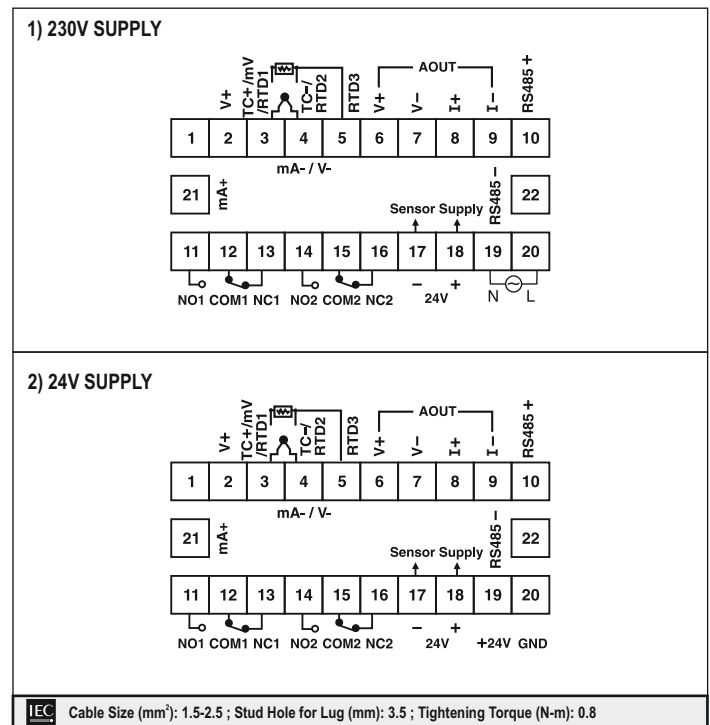 1) 230V SUPPLY
AOUT
V+
TC+/mV
/RTD1
TC-/
RTD2
RTD3
V+
V-
I+
I-
RS485 +
1 2 3 4 5 6 7 8 9 10
mA- / V-
21
mA+
RS485 -
22
Sensor Supply
11 12 13 14 15 16 17 18 19 20
NO1 COM1 NC1 NO2 COM2 NC2
- +
24V
N L
2) 24V SUPPLY
AOUT
V+
TC+/mV
/RTD1
TC-/
RTD2
RTD3
V+
V-
I+
I-
RS485 +
1 2 3 4 5 6 7 8 9 10
mA- / V-
21
mA+
RS485 -
22
Sensor Supply
11 12 13 14 15 16 17 18 19 20
NO1 COM1 NC1 NO2 COM2 NC2
- +
24V
+24V GND
IEC Cable Size (mm²): 1.5-2.5 ; Stud Hole for Lug (mm): 3.5 ; Tightening Torque (N-m): 0.8